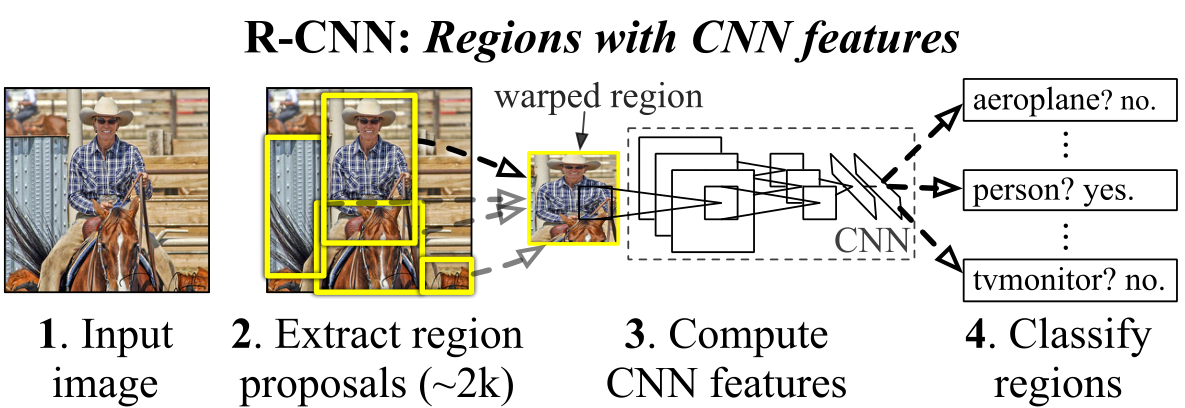 R-CNN: Regions with CNN features
warped region
aeroplane? no.
person? yes.
tvmonitor? no.
CNN
1. Input
image
2. Extract region
proposals (~2k)
3. Compute
CNN features
4. Classify
regions